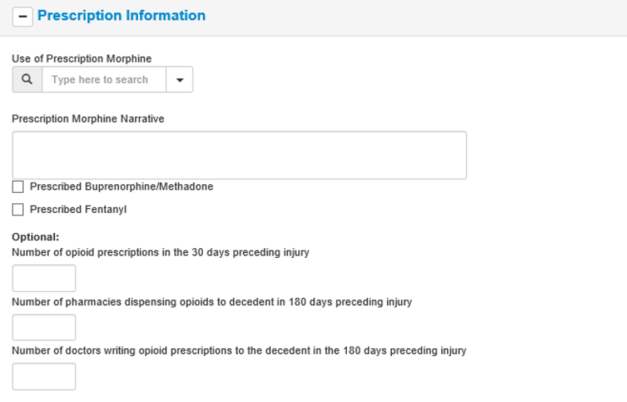 Prescription Information
Use of Prescription Morphine
Type here to search
Prescription Morphine Narrative
Prescribed Buprenorphine/Methadone
Prescribed Fentanyl
Optional:
Number of opioid prescriptions in the 30 days preceding injury
Number of pharmacies dispensing opioids to decedent in 180 days preceding injury
Number of doctors writing opioid prescriptions to the decedent in the 180 days preceding injury